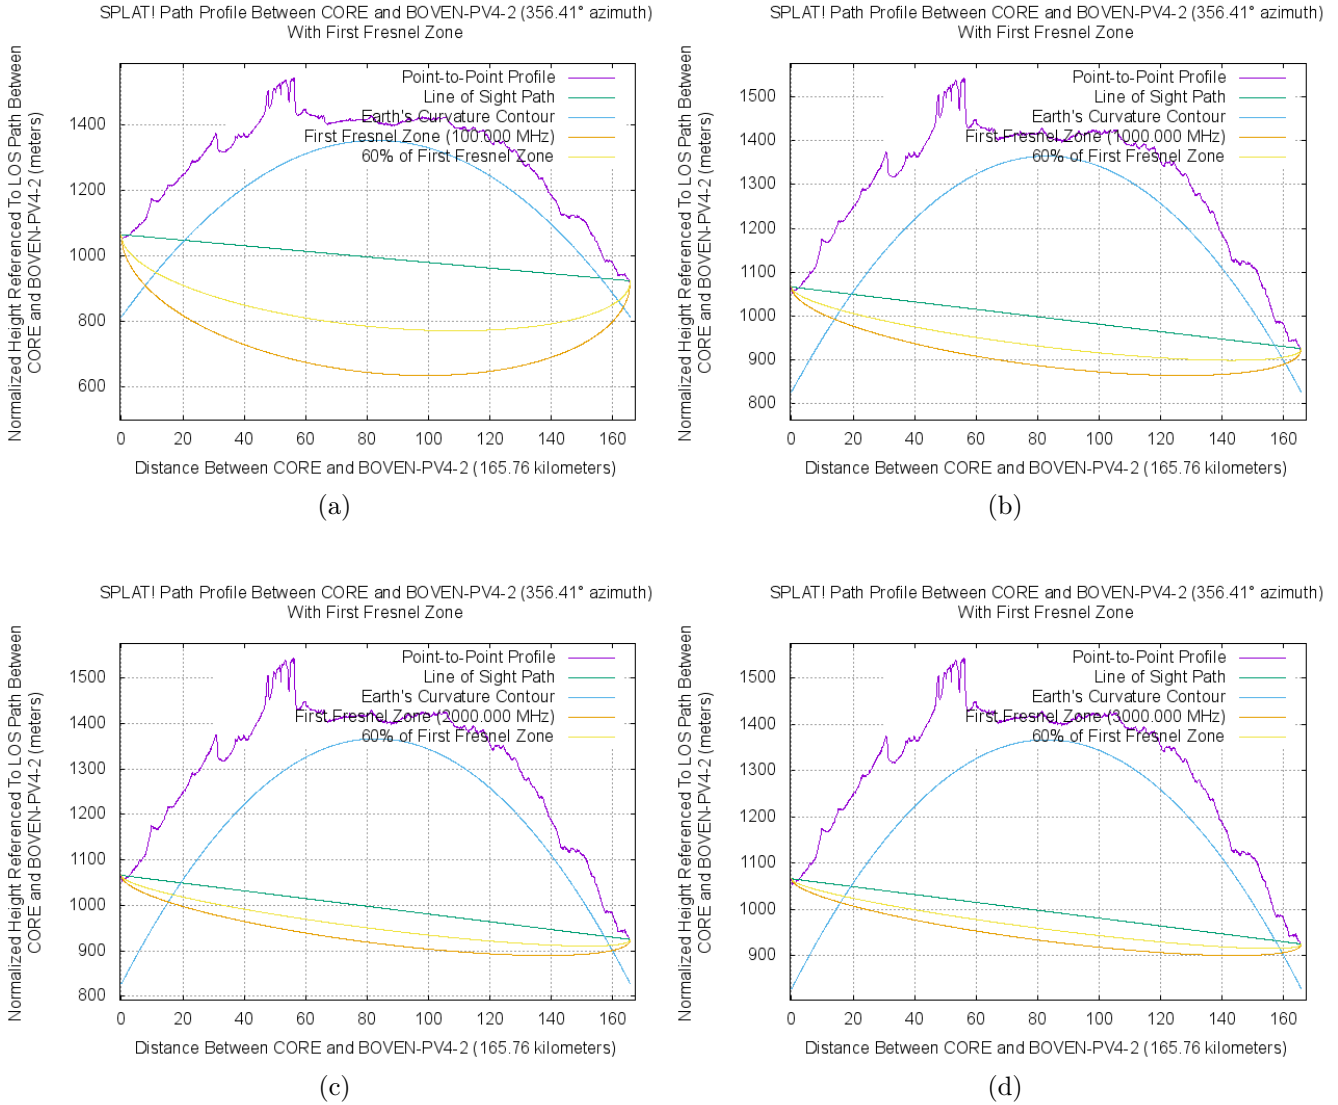 SPLAT! Path Profile Between CORE and BOVEN-PV4-2 (356.41° azimuth)
With First Fresnel Zone
Normalized Height Referenced To LOS Path Between
CORE and BOVEN-PV4-2 (meters)
Point-to-Point Profile
Line of Sight Path
Earth's Curvature Contour
First Fresnel Zone (100.000 MHz)
60% of First Fresnel Zone
1400
1200
1000
800
600
0 20 40 60 80 100 120 140 160
Distance Between CORE and BOVEN-PV4-2 (165.76 kilometers)
(a)
SPLAT! Path Profile Between CORE and BOVEN-PV4-2 (356.41° azimuth)
With First Fresnel Zone
Normalized Height Referenced To LOS Path Between
CORE and BOVEN-PV4-2 (meters)
Point-to-Point Profile
Line of Sight Path
Earth's Curvature Contour
First Fresnel Zone (1000.000 MHz)
60% of First Fresnel Zone
1500
1400
1300
1200
1100
1000
900
800
0 20 40 60 80 100 120 140 160
Distance Between CORE and BOVEN-PV4-2 (165.76 kilometers)
(b)
SPLAT! Path Profile Between CORE and BOVEN-PV4-2 (356.41° azimuth)
With First Fresnel Zone
Normalized Height Referenced To LOS Path Between
CORE and BOVEN-PV4-2 (meters)
Point-to-Point Profile
Line of Sight Path
Earth's Curvature Contour
First Fresnel Zone (2000.000 MHz)
60% of First Fresnel Zone
1500
1400
1300
1200
1100
1000
900
800
0 20 40 60 80 100 120 140 160
Distance Between CORE and BOVEN-PV4-2 (165.76 kilometers)
(c)
SPLAT! Path Profile Between CORE and BOVEN-PV4-2 (356.41° azimuth)
With First Fresnel Zone
Normalized Height Referenced To LOS Path Between
CORE and BOVEN-PV4-2 (meters)
Point-to-Point Profile
Line of Sight Path
Earth's Curvature Contour
First Fresnel Zone (3000.000 MHz)
60% of First Fresnel Zone
1500
1400
1300
1200
1100
1000
900
0 20 40 60 80 100 120 140 160
Distance Between CORE and BOVEN-PV4-2 (165.76 kilometers)
(d)